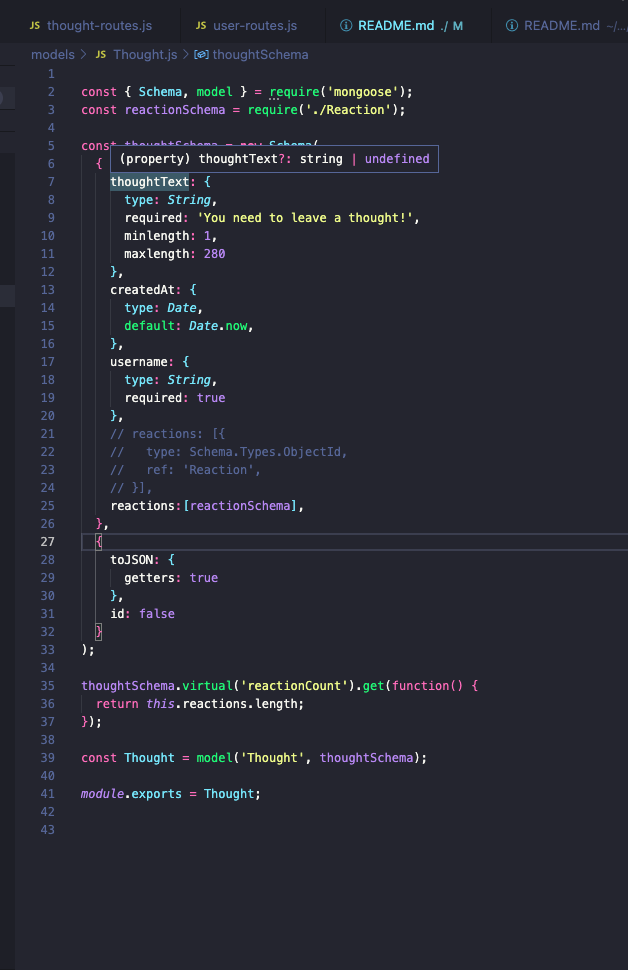 JS thought-routes.js JS user-routes.js README.md ./ M README.md ~/.../
models > JS Thought.js > thoughtSchema
1
2 const { Schema, model } = require('mongoose');
3 const reactionSchema = require('./Reaction');
4
5 const thoughtSchema = new Schema(
(property) thoughtText?: string | undefined
6 {
7 thoughtText: {
8 type: String,
9 required: 'You need to leave a thought!',
10 minlength: 1,
11 maxlength: 280
12 },
13 createdAt: {
14 type: Date,
15 default: Date.now,
16 },
17 username: {
18 type: String,
19 required: true
20 },
21 // reactions: [{
22 //   type: Schema.Types.ObjectId,
23 //   ref: 'Reaction',
24 // }],
25 reactions:[reactionSchema],
26 },
27 {
28 toJSON: {
29 getters: true
30 },
31 id: false
32 }
33 );
34
35 thoughtSchema.virtual('reactionCount').get(function() {
36 return this.reactions.length;
37 });
38
39 const Thought = model('Thought', thoughtSchema);
40
41 module.exports = Thought;
42
43